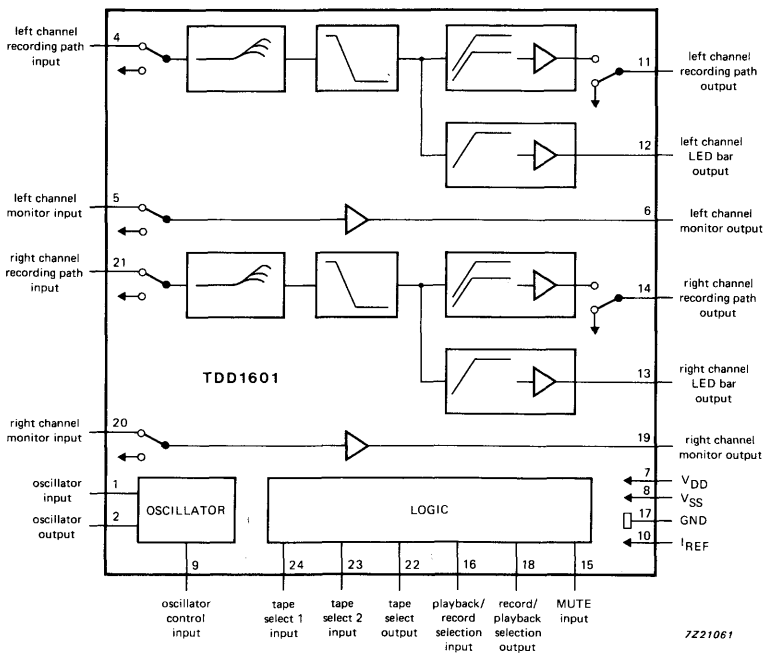 left channel
recording path
input
4
11
left channel
recording path
output
12
left channel
LED bar
output
left channel
monitor input
5
6
left channel
monitor output
right channel
recording path
input
21
14
right channel
recording path
output
TDD1601
13
right channel
LED bar
output
right channel
monitor input
20
19
right channel
monitor output
oscillator
input
1
oscillator
output
2
OSCILLATOR
LOGIC
7
VDD
8
VSS
17
GND
10
IREF
9
24
23
22
16
18
15
oscillator
control
input
tape
select 1
input
tape
select 2
input
tape
select
output
playback/
record
selection
input
record/
playback
selection
output
MUTE
input
7Z21061